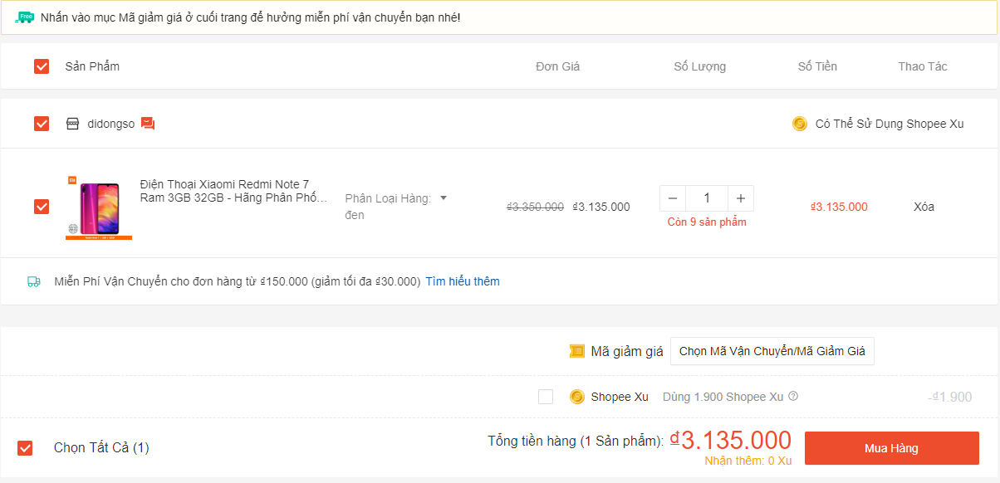 Free Nhấn vào mục Mã giảm giá ở cuối trang để hưởng miễn phí vận chuyển bạn nhé!
Sản Phẩm Đơn Giá Số Lượng Số Tiền Thao Tác
didongso Có Thể Sử Dụng Shopee Xu
Điện Thoại Xiaomi Redmi Note 7
Ram 3GB 32GB - Hãng Phân Phố...
Phân Loại Hàng:
đen
₫3.350.000 ₫3.135.000 1 ₫3.135.000 Xóa
Còn 9 sản phẩm
Miễn Phí Vận Chuyển cho đơn hàng từ ₫150.000 (giảm tối đa ₫30.000) Tìm hiểu thêm
Mã giảm giá Chọn Mã Vận Chuyển/Mã Giảm Giá
Shopee Xu Dùng 1.900 Shopee Xu -₫1.900
Chọn Tất Cả (1) Tổng tiền hàng (1 Sản phẩm): ₫3.135.000 Mua Hàng
Nhận thêm: 0 Xu